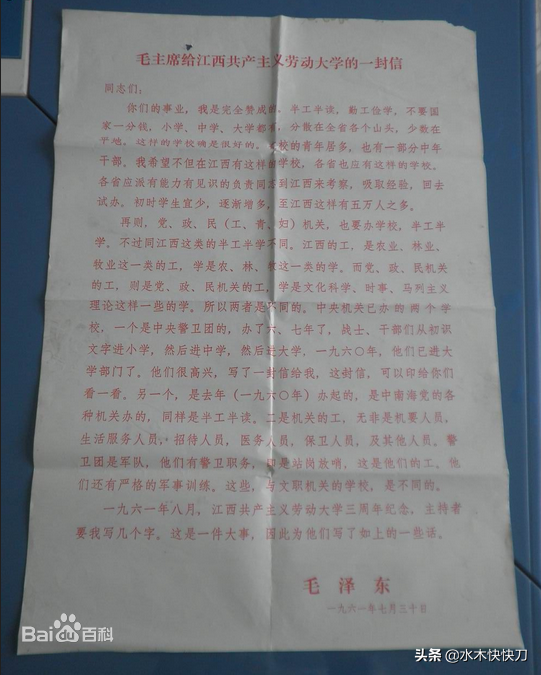 毛主席给江西共产主义劳动大学的一封信
同志们：
你们的事业，我是完全赞成的。半工半读，勤工俭学，不要国
家一分钱，小学、中学、大学都有，分散在全省各个山头，少数在
平地。这样的学校确是很好的。校的青年居多，也有一部分中年
干部。我希望不但在江西有这样的学校，各省也应有这样的学校。
各省应派有能力有见识的负责同志到江西来考察，吸取经验，回去
试办。初时学生宜少，逐渐增多，至江西这样有五万人之多。
再则，党、政、民（工、青、妇）机关，也要办学校，半工半
学。不过同江西这类的半工半学不同。江西的工，是农业、林业、
牧业这一类的工，学是农、林、牧这一类的学。而党、政、民机关
的工，则是党、政、民机关的工，学是文化科学、时事、马列主义
理论这样一些的学。所以两者是不同的。中央机关已办的两个学
校，一个是中央警卫团的，办了六、七年了，战士、干部们从初识
文字进小学，然后进中学，然后进大学，一九六〇年，他们已进大
学部门了。他们很高兴，写了一封信给我，这封信，可以印给你们
看一看。另一个，是去年（一九六〇年）办起的，是中南海党的各
种机关办的，同样是半工半读。二是机关的工，无非是机要人员，
生活服务人员，招待人员，医务人员，保卫人员，及其他人员。警
卫团是军队，他们有警卫职务，即是站岗放哨，这是他们的工，他
们还有严格的军事训练。这些，与文职机关的学校，是不同的。
一九六一年八月，江西共产主义劳动大学三周年纪念，主持者
要我写几个字。这是一件大事，因此为他们写了如上的一些话。
毛泽东
一九六一年七月三十日
Bai百科
头条 @水木快快刀